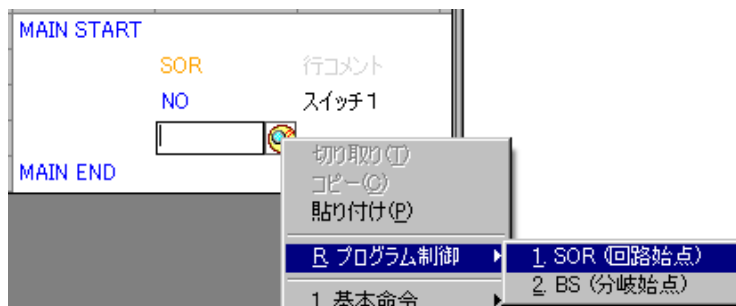 MAIN START
SOR 行コメント
NO スイッチ1
MAIN END
切り取り(T)
コピー(C)
貼り付け(P)
R プログラム制御
1. SOR (回路始点)
2. BS (分岐始点)
1 基本命令